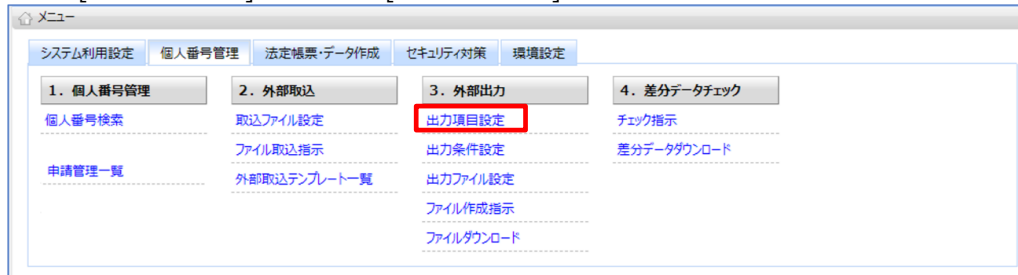 メニュー
システム利用設定 個人番号管理 法定帳票・データ作成 セキュリティ対策 環境設定
1. 個人番号管理 2. 外部取込 3. 外部出力 4. 差分データチェック
個人番号検索 取込ファイル設定 出力項目設定 チェック指示
ファイル取込指示 出力条件設定 差分データダウンロード
申請管理一覧 外部取込テンプレート一覧 出力ファイル設定
ファイル作成指示
ファイルダウンロード